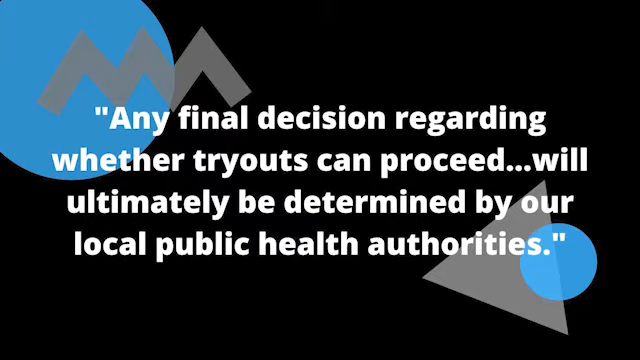 "Any final decision regarding
whether tryouts can proceed...will
ultimately be determined by our
local public health authorities."